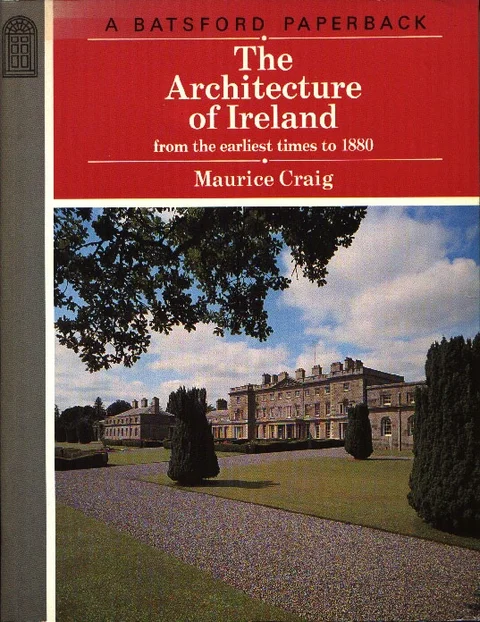 A BATSFORD PAPERBACK
The
Architecture
of Ireland
from the earliest times to 1880
Maurice Craig